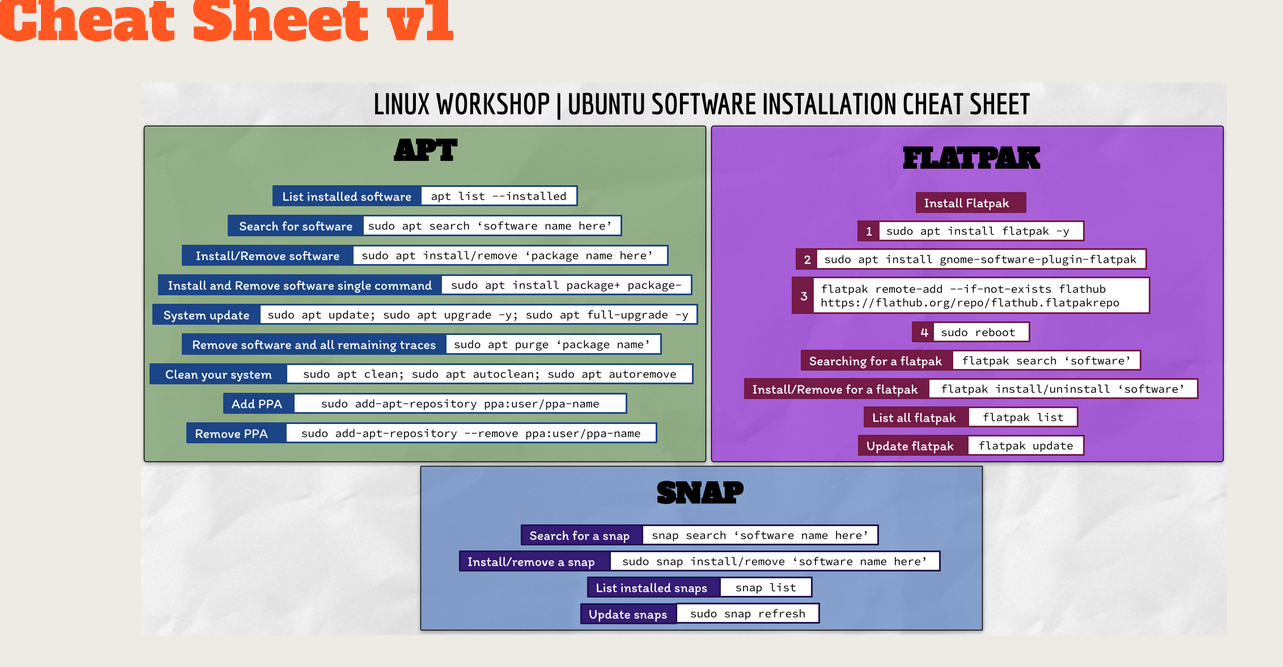 Cheat Sheet v1
LINUX WORKSHOP | UBUNTU SOFTWARE INSTALLATION CHEAT SHEET
APT
List installed software apt list --installed
Search for software sudo apt search ‘software name here’
Install/Remove software sudo apt install/remove ‘package name here’
Install and Remove software single command sudo apt install package+ package-
System update sudo apt update; sudo apt upgrade -y; sudo apt full-upgrade -y
Remove software and all remaining traces sudo apt purge ‘package name’
Clean your system sudo apt clean; sudo apt autoclean; sudo apt autoremove
Add PPA sudo add-apt-repository ppa:user/ppa-name
Remove PPA sudo add-apt-repository --remove ppa:user/ppa-name
FLATPAK
Install Flatpak
1 sudo apt install flatpak -y
2 sudo apt install gnome-software-plugin-flatpak
3 flatpak remote-add --if-not-exists flathub
https://flathub.org/repo/flathub.flatpakrepo
4 sudo reboot
Searching for a flatpak flatpak search ‘software’
Install/Remove for a flatpak flatpak install/uninstall ‘software’
List all flatpak flatpak list
Update flatpak flatpak update
SNAP
Search for a snap snap search ‘software name here’
Install/remove a snap sudo snap install/remove ‘software name here’
List installed snaps snap list
Update snaps sudo snap refresh